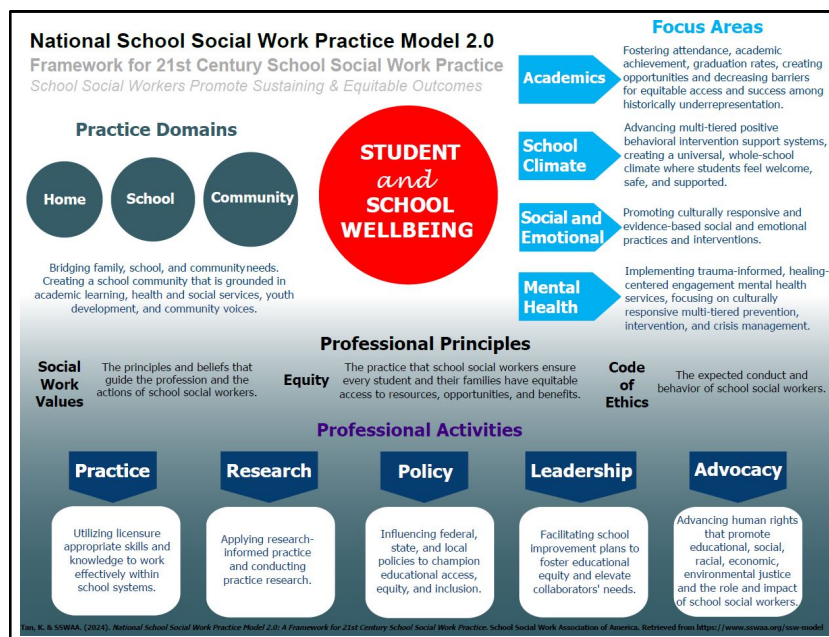 National School Social Work Practice Model 2.0
Framework for 21st Century School Social Work Practice
School Social Workers Promote Sustaining & Equitable Outcomes
Practice Domains
Home
School
Community
Bridging family, school, and communityneeds.
Creating a school community that is grounded in
academic learning, health and social services, youth
development, and community voices.
STUDENT
and
SCHOOL
WELLBEING
Focus Areas
Academics
Fostering attendance, academic
achievement, graduation rates, creating
opportunities and decreasing barriers
for equitable access and success among
historically underrepresentation.
School
Climate
Advancing multi-tiered positive
behavioral intervention support systems,
creating a universal, whole-school
climate where students feel welcome,
safe, and supported.
Social and
Emotional
Promoting culturally responsive and
evidence-based social and emotional
practices and interventions.
Mental
Health
Implementing trauma-informed, healing-
centered engagement mental health
services, focusing on culturally
responsive multi-tiered prevention,
intervention, and crisis management.
Professional Principles
Social
Work
Values
The principles and beliefs that
guide the profession and the
actions of school social workers.
Equity
The practice that school social workers ensure
every student and their families have equitable
access to resources, opportunities, and benefits.
Code
of
Ethics
The expected conduct and
behavior of school social workers.
Professional Activities
Practice
Utilizing licensure
appropriate skills and
knowledge to work
effectively within
school systems.
Research
Applying research-
informed practice
and conducting
practice research.
Policy
Influencing federal,
state, and local
policies to champion
educational access,
equity, and inclusion.
Leadership
Facilitating school
improvement plans to
foster educational
equity and elevate
collaborators' needs.
Advocacy
Advancing human rights
that promote
educational, social,
racial, economic,
environmental justice
and the role and impact
of school social workers.
Tan, K. & SSWAA. (2024). National School Social Work Practice Model 2.0: A Framework for 21st Century School Social Work Practice. School Social Work Association of America. Retrieved from https://www.sswaa.org/ssw-model